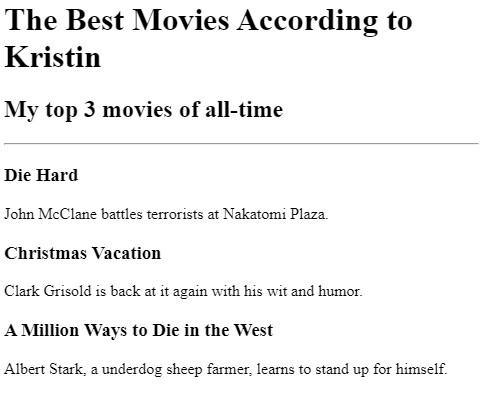 The Best Movies According to
Kristin
My top 3 movies of all-time
Die Hard
John McClane battles terrorists at Nakatomi Plaza.
Christmas Vacation
Clark Grisold is back at it again with his wit and humor.
A Million Ways to Die in the West
Albert Stark, a underdog sheep farmer, learns to stand up for himself.